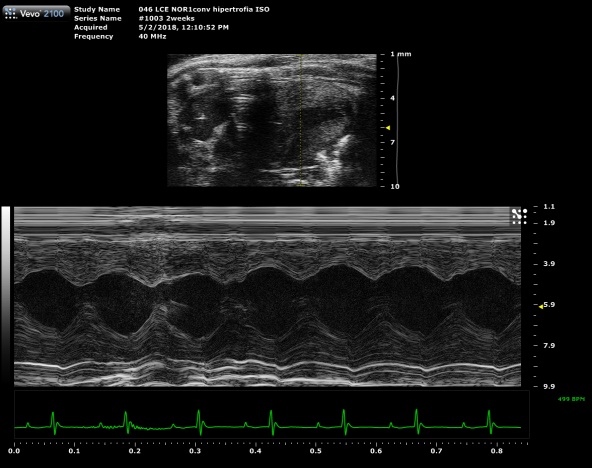 Vevo 2100
Study Name 046 LCE NOR1conv hipertrofia ISO
Series Name #1003 2weeks
Acquired 5/2/2018, 12:10:52 PM
Frequency 40 MHz
1 mm
4
7
10
1.1
1.9
3.9
5.9
7.9
9.9
499 BPM
0.0 0.1 0.2 0.3 0.4 0.5 0.6 0.7 0.8